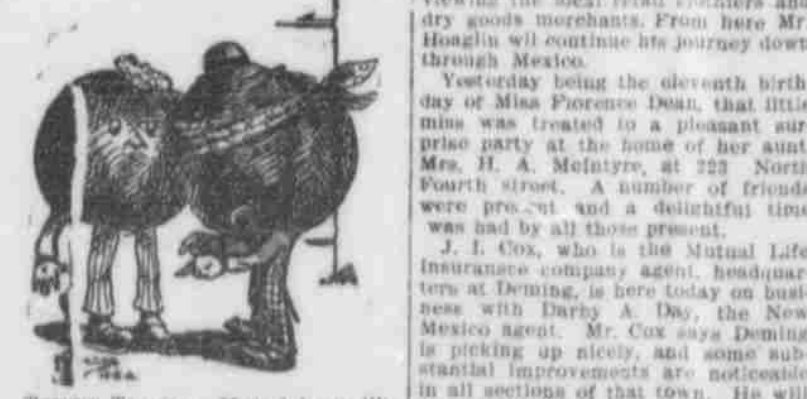 viewing the local retail clothiers and
dry goods merchants. From here Mr
Hoaglin wil continue his journey down
through Mexico.
Yesterday being the eleventh birth
day of Miss Florence Dean, that little
miss was treated to a pleasant sur
prise party at the home of her aunt
Mrs. H. A. McIntyre, at 223 North
Fourth street. A number of friends
were present and a delightful time
was had by all those present.
J. I. Cox, who is the Mutual Life
Insurance company agent, headquar
ters at Deming, is here today on busi
ness with Darby A. Day, the New
Mexico agent. Mr. Cox says Deming
is picking up nicely, and some sub
stantial improvements are noticeable
in all sections of that town. He will